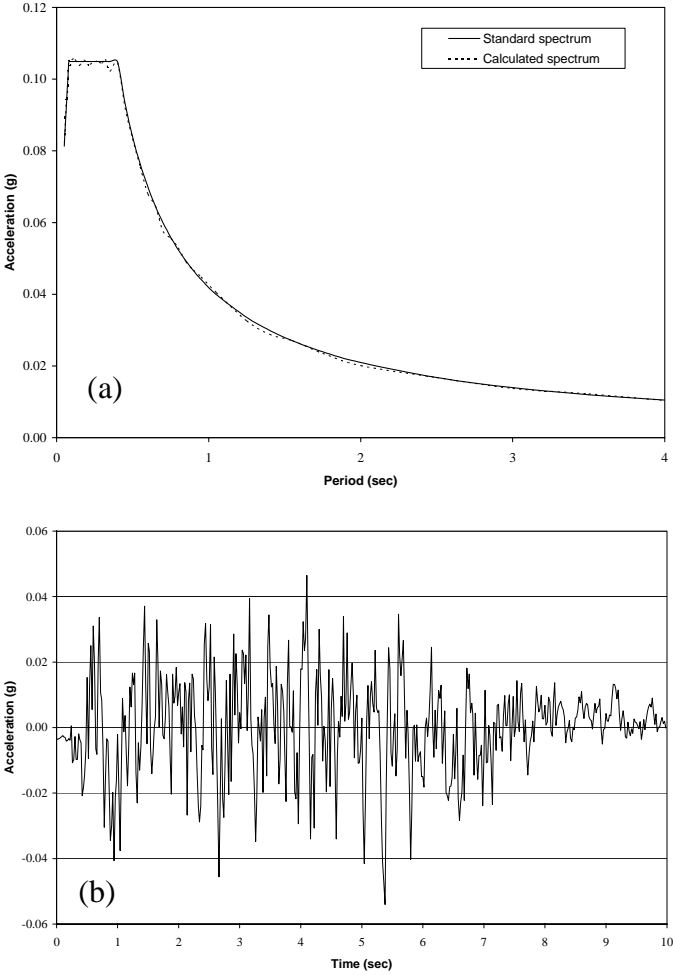 0.12
Standard spectrum
Calculated spectrum
0.10
0.08
0.06
0.04
0.02
0.00
Acceleration (g)
(a)
0 1 2 3 4
Period (sec)
0.06
0.04
0.02
0.00
-0.02
-0.04
-0.06
Acceleration (g)
(b)
0 1 2 3 4 5 6 7 8 9 10
Time (sec)